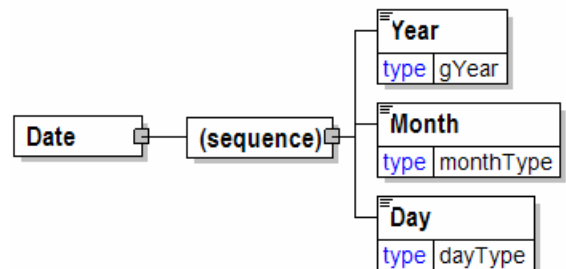 Year
type gYear
Date
(sequence)
Month
type monthType
Day
type dayType